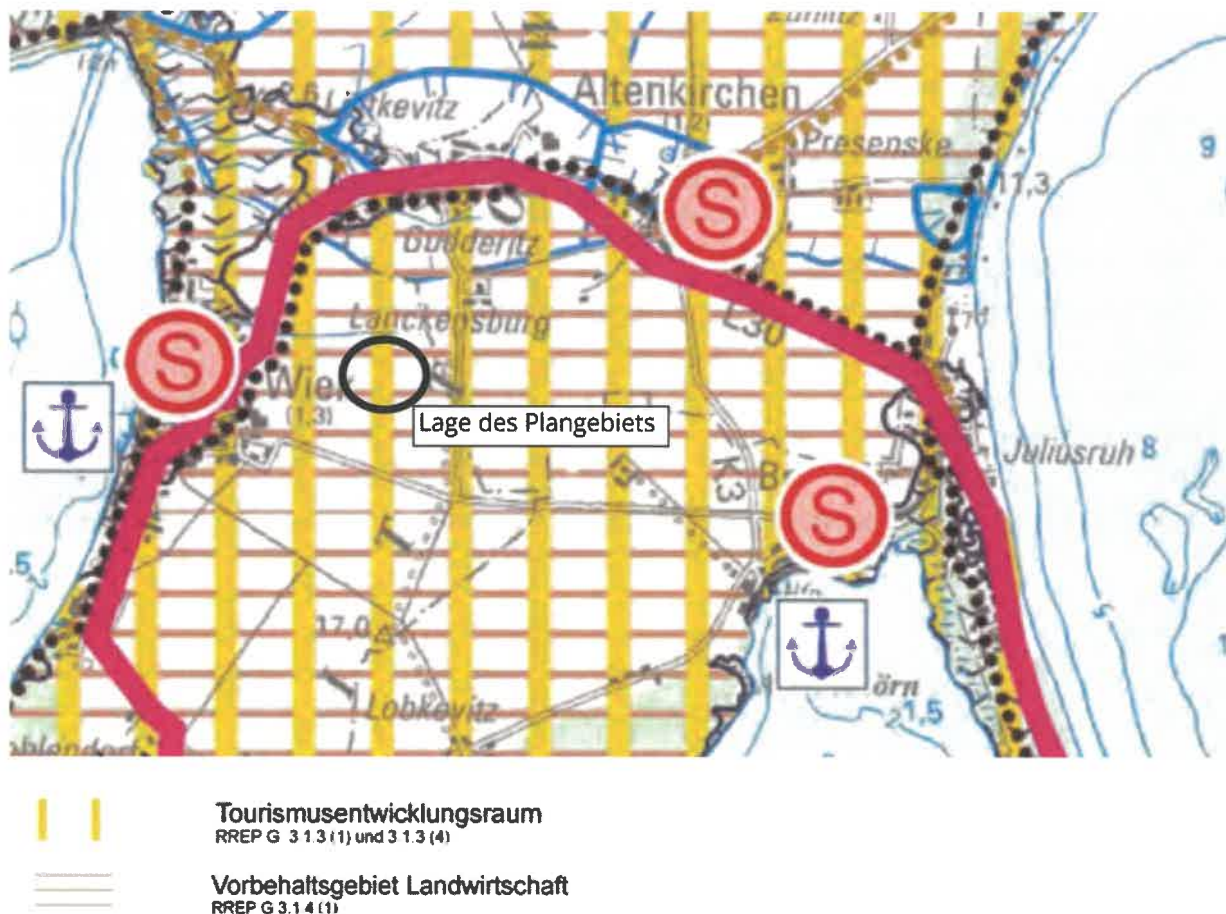 Altenkirchen
(12)
Presenske
11,3
9
S
Gudderitz
Lanckensburg
L30
S
Wiek
(1,3)
Lage des Plangebiets
K3
Juliusruh
8
S
17,0
Lobkevitz
1,5
Tourismusentwicklungsraum
RREP G 3.1.3 (1) und 3.1.3 (4)
Vorbehaltsgebiet Landwirtschaft
RREP G 3.1.4 (1)